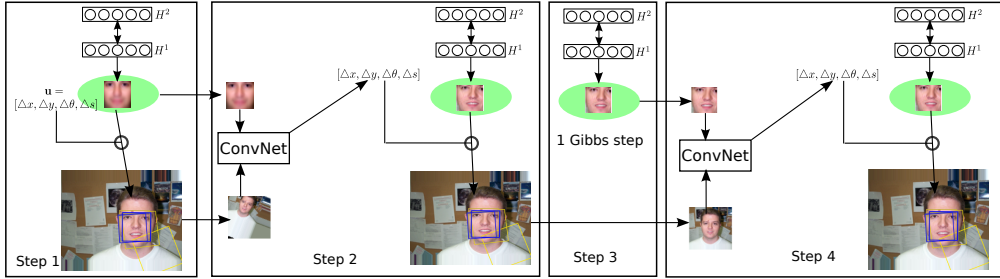 H²
H¹
u =
[△x, △y, △θ, △s]
Step 1
ConvNet
[△x, △y, △θ, △s]
H²
H¹
Step 2
H²
H¹
1 Gibbs step
Step 3
ConvNet
[△x, △y, △θ, △s]
H²
H¹
Step 4